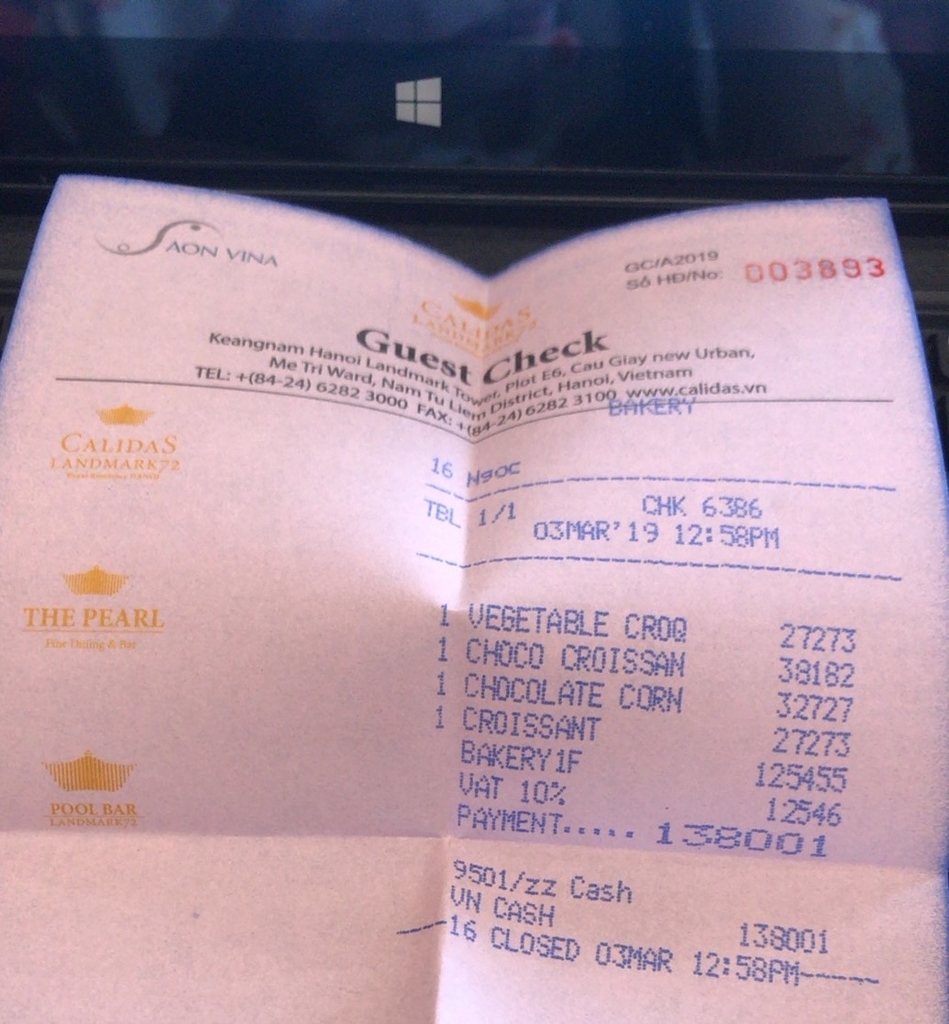 SAON VINA
GC/A2019
Số HĐ/No: 003893
CALIDAS
LANDMARK72
Guest Check
Keangnam Hanoi Landmark Tower, Plot E6, Cau Giay new Urban,
Me Tri Ward, Nam Tu Liem District, Hanoi, Vietnam
TEL: +(84-24) 6282 3000 FAX: +(84-24) 6282 3100 www.calidas.vn
BAKERY
CALIDAS
LANDMARK72
16 Ngoc
TBL 1/1 CHK 6386
03MAR'19 12:58PM
THE PEARL
Fine Dining & Bar
1 VEGETABLE CROQ 27273
1 CHOCO CROISSAN 38182
1 CHOCOLATE CORN 32727
1 CROISSANT 27273
BAKERY1F 125455
VAT 10% 12546
PAYMENT..... 138001
POOL BAR
LANDMARK72
9501/zz Cash
VN CASH 138001
16 CLOSED 03MAR 12:58PM-----